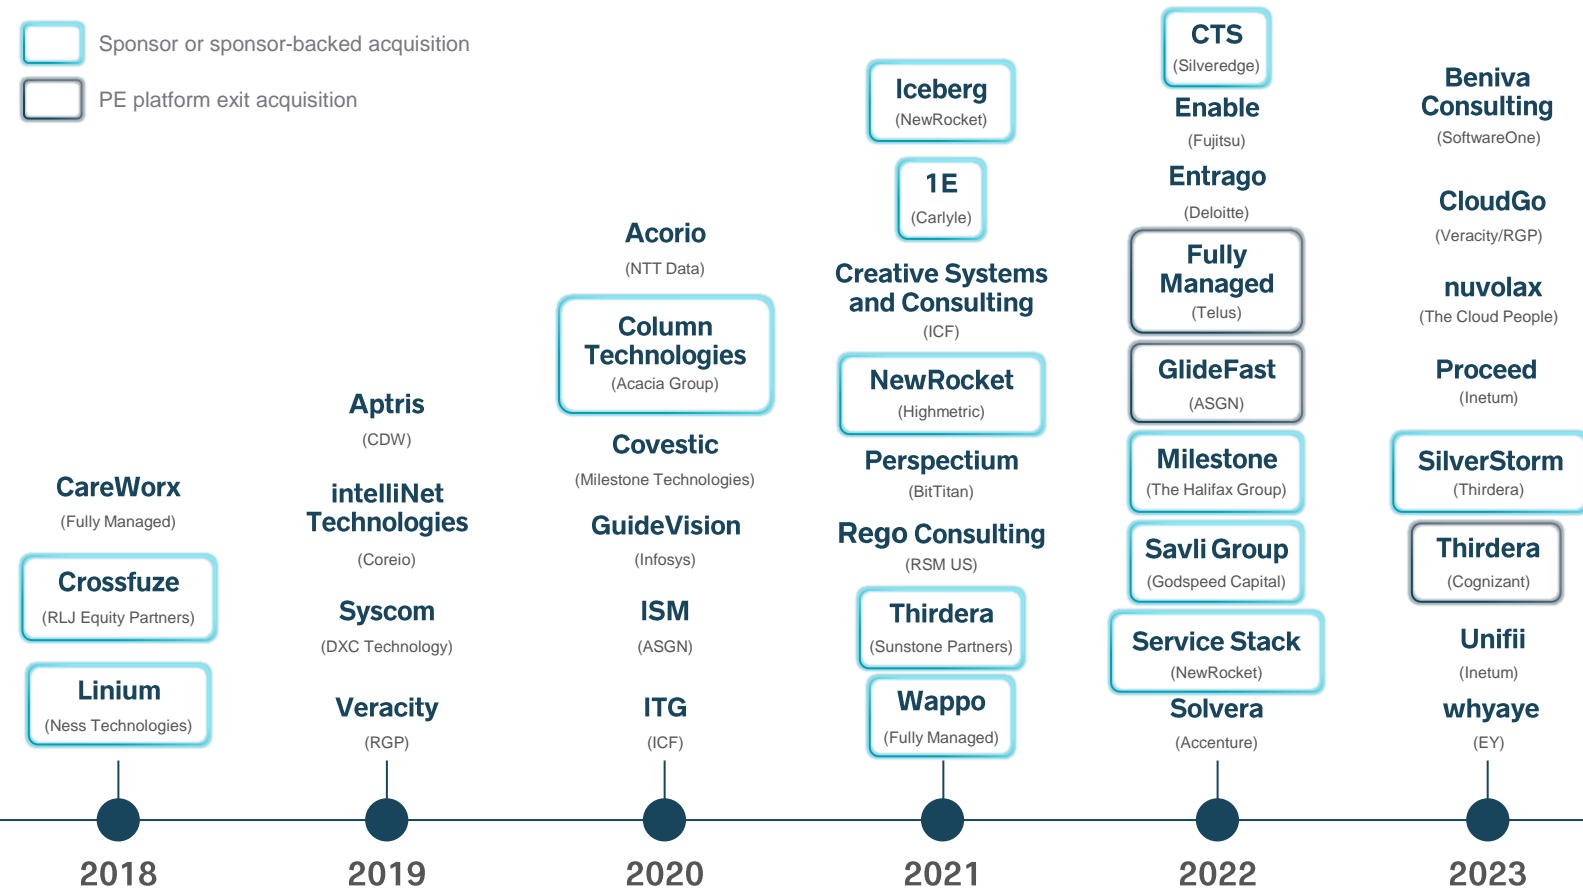 Sponsor or sponsor-backed acquisition
PE platform exit acquisition
CareWorx
(Fully Managed)
Crossfuze
(RLJ Equity Partners)
Linium
(Ness Technologies)
Aptris
(CDW)
intelliNet
Technologies
(Coreio)
Syscom
(DXC Technology)
Veracity
(RGP)
Acorio
(NTT Data)
Column
Technologies
(Acacia Group)
Covestic
(Milestone Technologies)
GuideVision
(Infosys)
ISM
(ASGN)
ITG
(ICF)
Iceberg
(NewRocket)
1E
(Carlyle)
Creative Systems
and Consulting
(ICF)
NewRocket
(Highmetric)
Perspectium
(BitTitan)
Rego Consulting
(RSM US)
Thirdera
(Sunstone Partners)
Wappo
(Fully Managed)
CTS
(Silveredge)
Enable
(Fujitsu)
Entrago
(Deloitte)
Fully
Managed
(Telus)
GlideFast
(ASGN)
Milestone
(The Halifax Group)
Savli Group
(Godspeed Capital)
Service Stack
(NewRocket)
Solvera
(Accenture)
Beniva
Consulting
(SoftwareOne)
CloudGo
(Veracity/RGP)
nuvolax
(The Cloud People)
Proceed
(Inetum)
SilverStorm
(Thirdera)
Thirdera
(Cognizant)
Unifii
(Inetum)
whyaye
(EY)
2018
2019
2020
2021
2022
2023